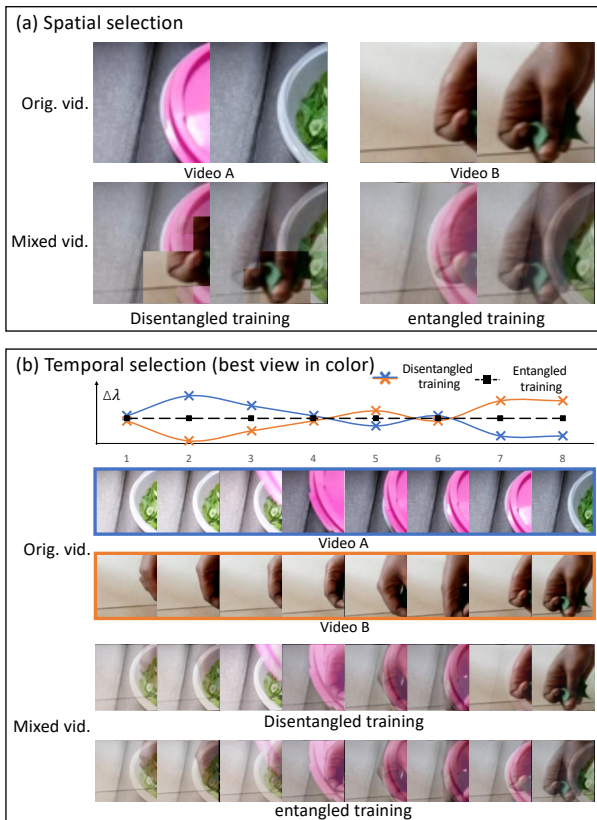 (a) Spatial selection
Orig. vid.
Video A
Video B
Mixed vid.
Disentangled training
entangled training
(b) Temporal selection (best view in color)
Disentangled training
Entangled training
Δλ
1 2 3 4 5 6 7 8
Video A
Orig. vid.
Video B
Disentangled training
Mixed vid.
entangled training